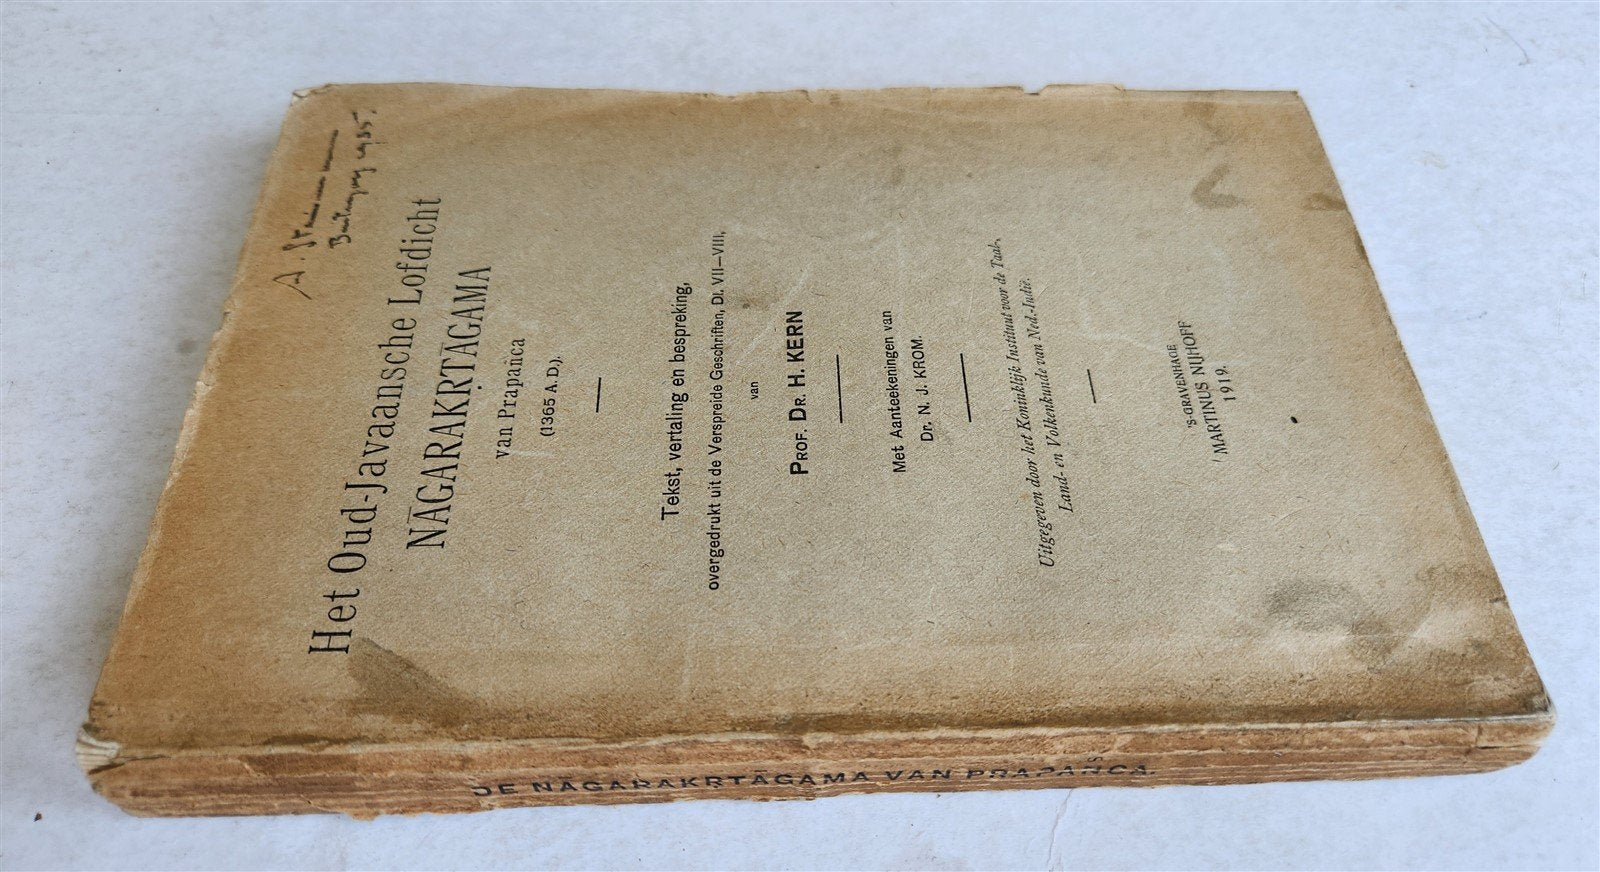 Het Oud-Javaansche Lofdicht
NĀGARAKṚTĀGAMA
van Prapañca
(1365 A. D.),
Tekst, vertaling en bespreking,
overgedrukt uit de Verspreide Geschriften, Dl. VII—VIII,
van
PROF. DR. H. KERN
Met Aanteekeningen van
Dr. N. J. KROM.
Uitgegeven door het Koninklijk Instituut voor de Taal-,
Land- en Volkenkunde van Ned.-Indië.
'S-GRAVENHAGE
MARTINUS NIJHOFF
1919.
DE NĀGARAKṚTĀGAMA VAN PRAPAÑCA.